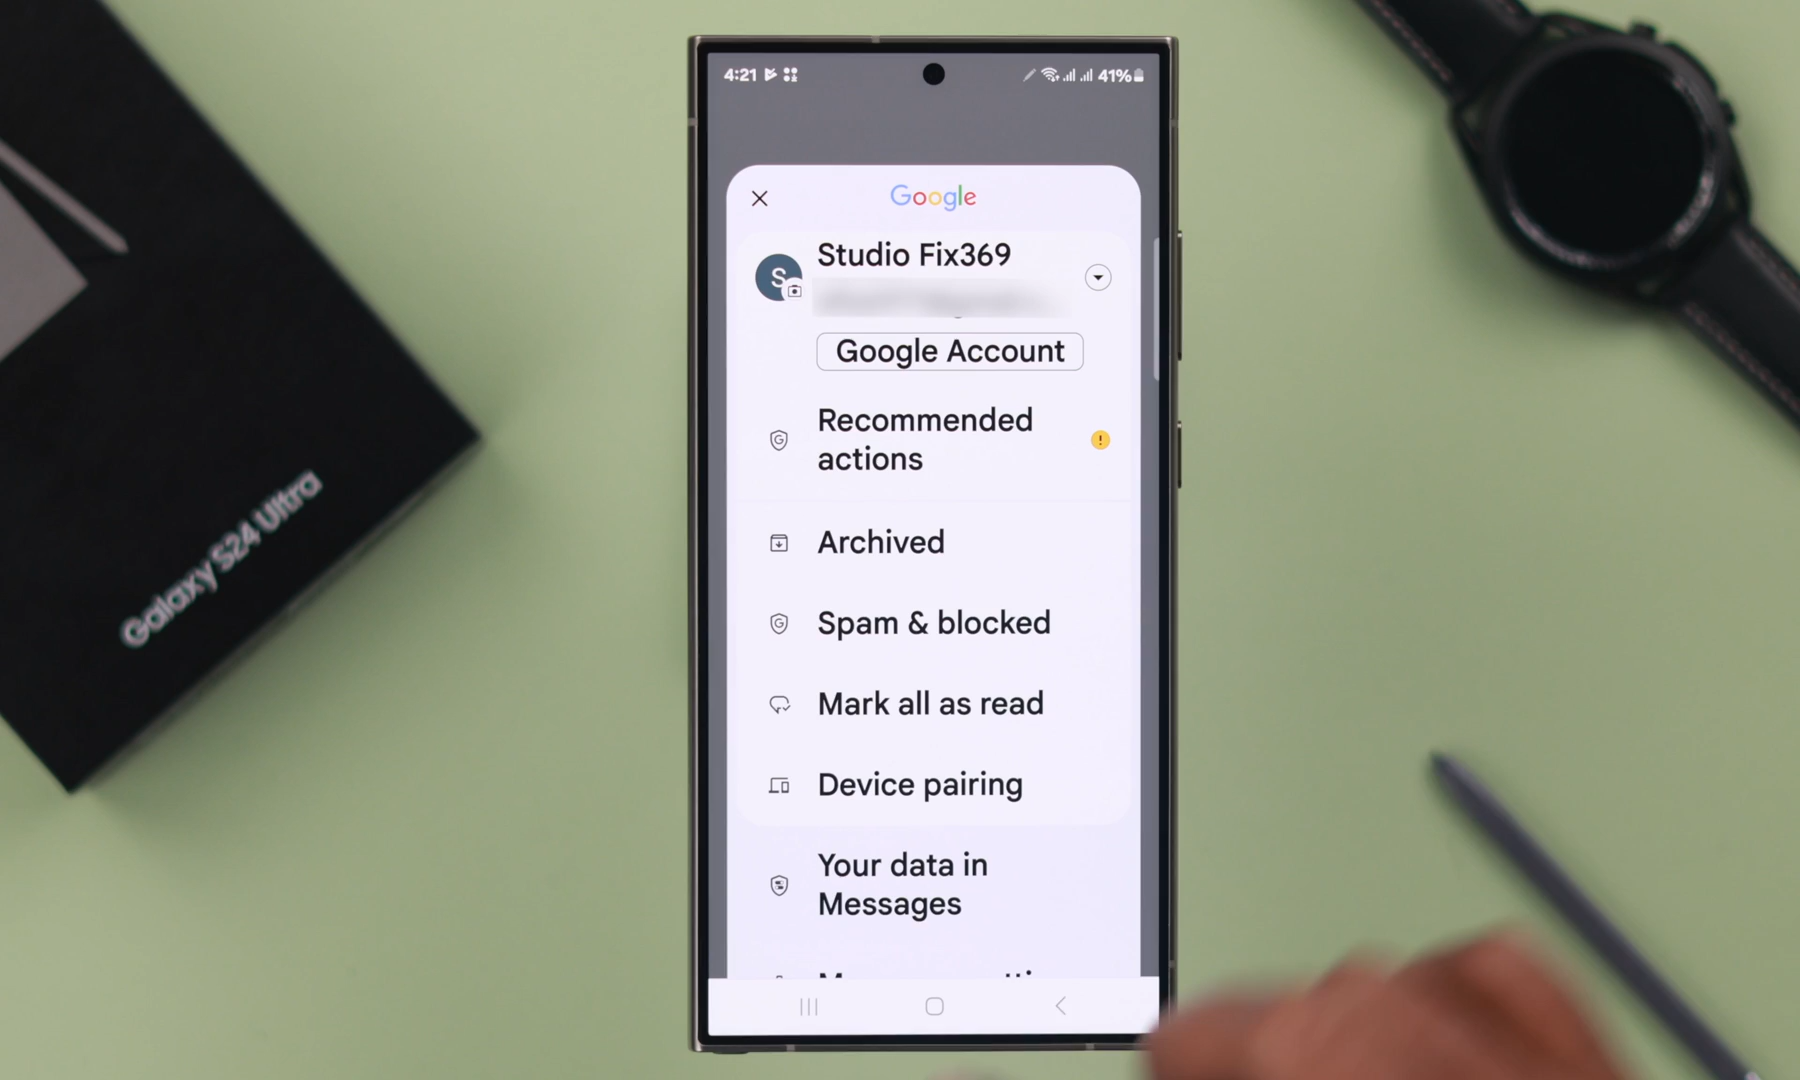 4:21
41%
Google
Studio Fix369
S
Google Account
Recommended
actions
Archived
Spam & blocked
Mark all as read
Device pairing
Your data in
Messages
Galaxy S24 Ultra